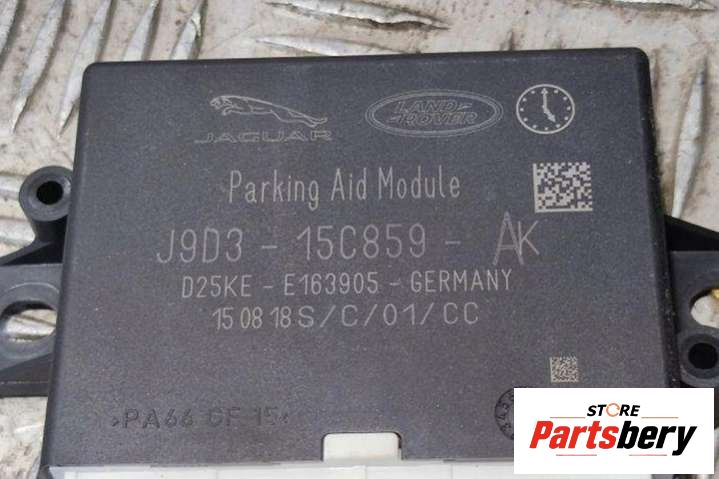 JAGUAR
LAND ROVER
Parking Aid Module
J9D3 - 15C859 - AK
D25KE - E163905 - GERMANY
15 08 18 S/C/01/CC
>PA66 GF 15<
STORE
Partsbery